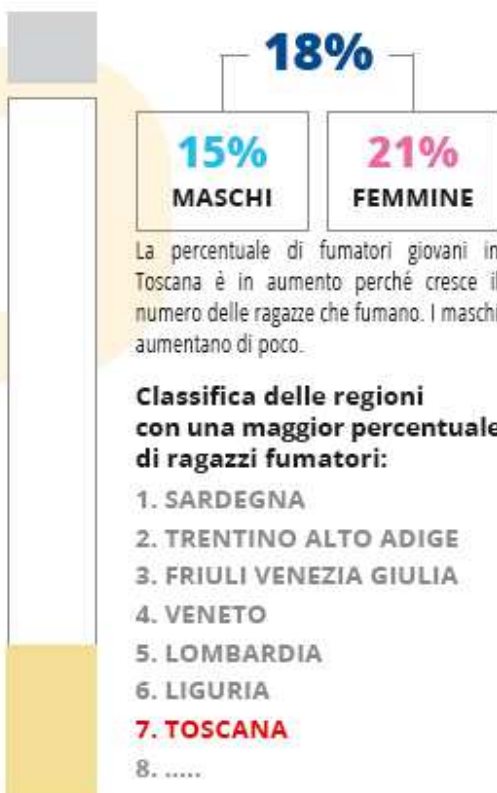 18%
15%
MASCHI
21%
FEMMINE
La percentuale di fumatori giovani in
Toscana è in aumento perché cresce il
numero delle ragazze che fumano. I maschi
aumentano di poco.
Classifica delle regioni
con una maggior percentuale
di ragazzi fumatori:
1. SARDEGNA
2. TRENTINO ALTO ADIGE
3. FRIULI VENEZIA GIULIA
4. VENETO
5. LOMBARDIA
6. LIGURIA
7. TOSCANA
8. .....